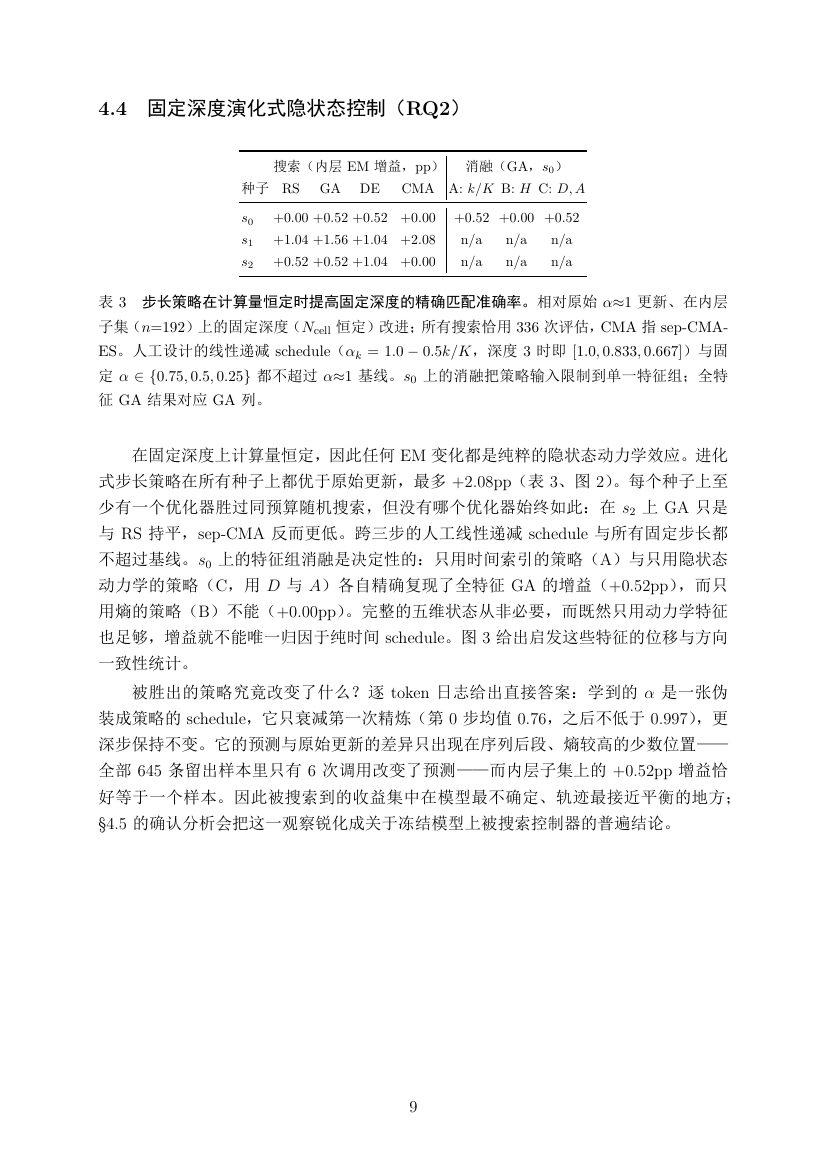 4.4 固定深度演化式隐状态控制（RQ2）
搜索（内层 EM 增益，pp） 消融（GA，s₀）
种子 RS GA DE CMA A: k/K B: H C: D, A
s₀ +0.00 +0.52 +0.52 +0.00 +0.52 +0.00 +0.52
s₁ +1.04 +1.56 +1.04 +2.08 n/a n/a n/a
s₂ +0.52 +0.52 +1.04 +0.00 n/a n/a n/a
表 3 步长策略在计算量恒定时提高固定深度的精确匹配准确率。相对原始 α≈1 更新、在内层
子集（n=192）上的固定深度（N_cell 恒定）改进；所有搜索恰用 336 次评估，CMA 指 sep-CMA-
ES。人工设计的线性递减 schedule（αₖ = 1.0 − 0.5k/K，深度 3 时即 [1.0, 0.833, 0.667]）与固
定 α ∈ {0.75, 0.5, 0.25} 都不超过 α≈1 基线。s₀ 上的消融把策略输入限制到单一特征组；全特
征 GA 结果对应 GA 列。
在固定深度上计算量恒定，因此任何 EM 变化都是纯粹的隐状态动力学效应。进化
式步长策略在所有种子上都优于原始更新，最多 +2.08pp（表 3、图 2）。每个种子上至
少有一个优化器胜过同预算随机搜索，但没有哪个优化器始终如此：在 s₂ 上 GA 只是
与 RS 持平，sep-CMA 反而更低。跨三步的人工线性递减 schedule 与所有固定步长都
不超过基线。s₀ 上的特征组消融是决定性的：只用时间索引的策略（A）与只用隐状态
动力学的策略（C，用 D 与 A）各自精确复现了全特征 GA 的增益（+0.52pp），而只
用熵的策略（B）不能（+0.00pp）。完整的五维状态从非必要，而既然只用动力学特征
也足够，增益就不能唯一归因于纯时间 schedule。图 3 给出启发这些特征的位移与方向
一致性统计。
被胜出的策略究竟改变了什么？逐 token 日志给出直接答案：学到的 α 是一张伪
装成策略的 schedule，它只衰减第一次精炼（第 0 步均值 0.76，之后不低于 0.997），更
深步保持不变。它的预测与原始更新的差异只出现在序列后段、熵较高的少数位置——
全部 645 条留出样本里只有 6 次调用改变了预测——而内层子集上的 +0.52pp 增益恰
好等于一个样本。因此被搜索到的收益集中在模型最不确定、轨迹最接近平衡的地方；
§4.5 的确认分析会把这一观察锐化成关于冻结模型上被搜索控制器的普遍结论。
9